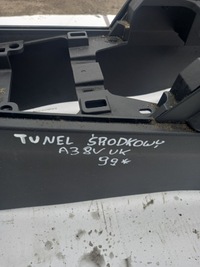 TUNEL ŚRODKOWY
A3 8V UK
99*